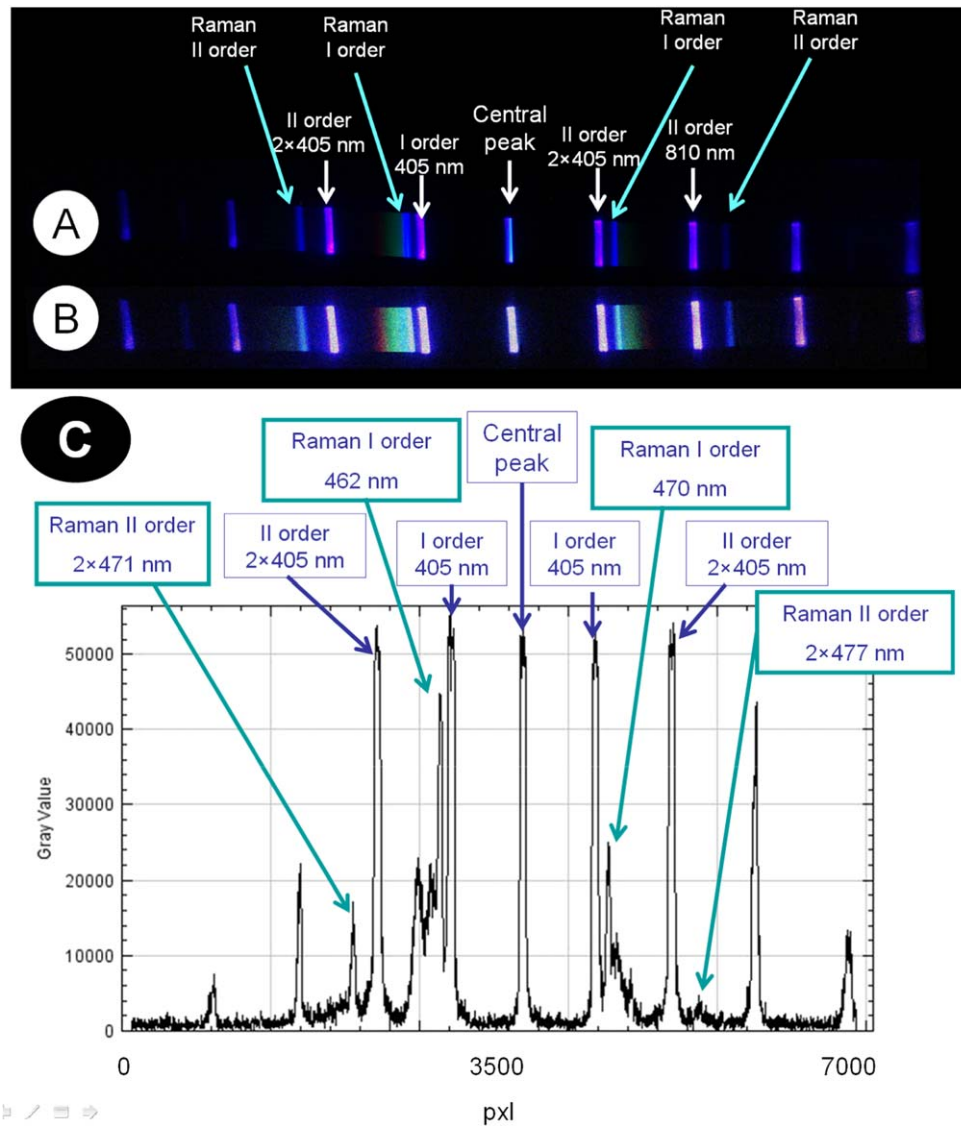 Raman
II order
Raman
I order
Raman
I order
Raman
II order
II order
2×405 nm
I order
405 nm
Central
peak
II order
2×405 nm
II order
810 nm
A
B
C
Raman I order
462 nm
Central
peak
Raman I order
470 nm
Raman II order
2×471 nm
II order
2×405 nm
I order
405 nm
I order
405 nm
II order
2×405 nm
Raman II order
2×477 nm
Gray Value
50000
40000
30000
20000
10000
0
0
3500
7000
pxl